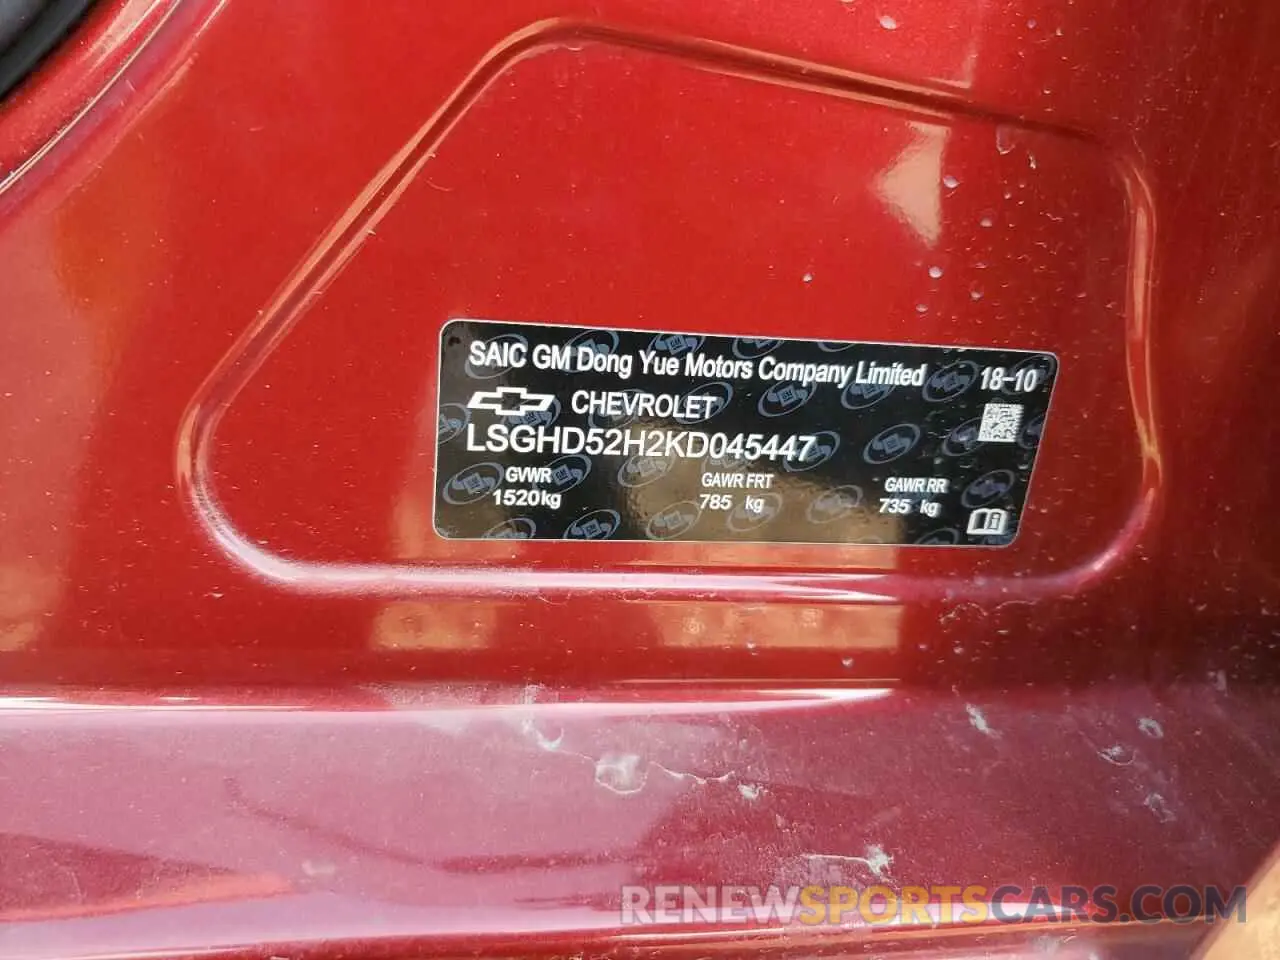 SAIC GM Dong Yue Motors Company Limited 18-10
CHEVROLET
LSGHD52H2KD045447
GVWR GAWR FRT GAWR RR
1520kg 785 kg 735 kg
RENEWSPORTSCARS.COM